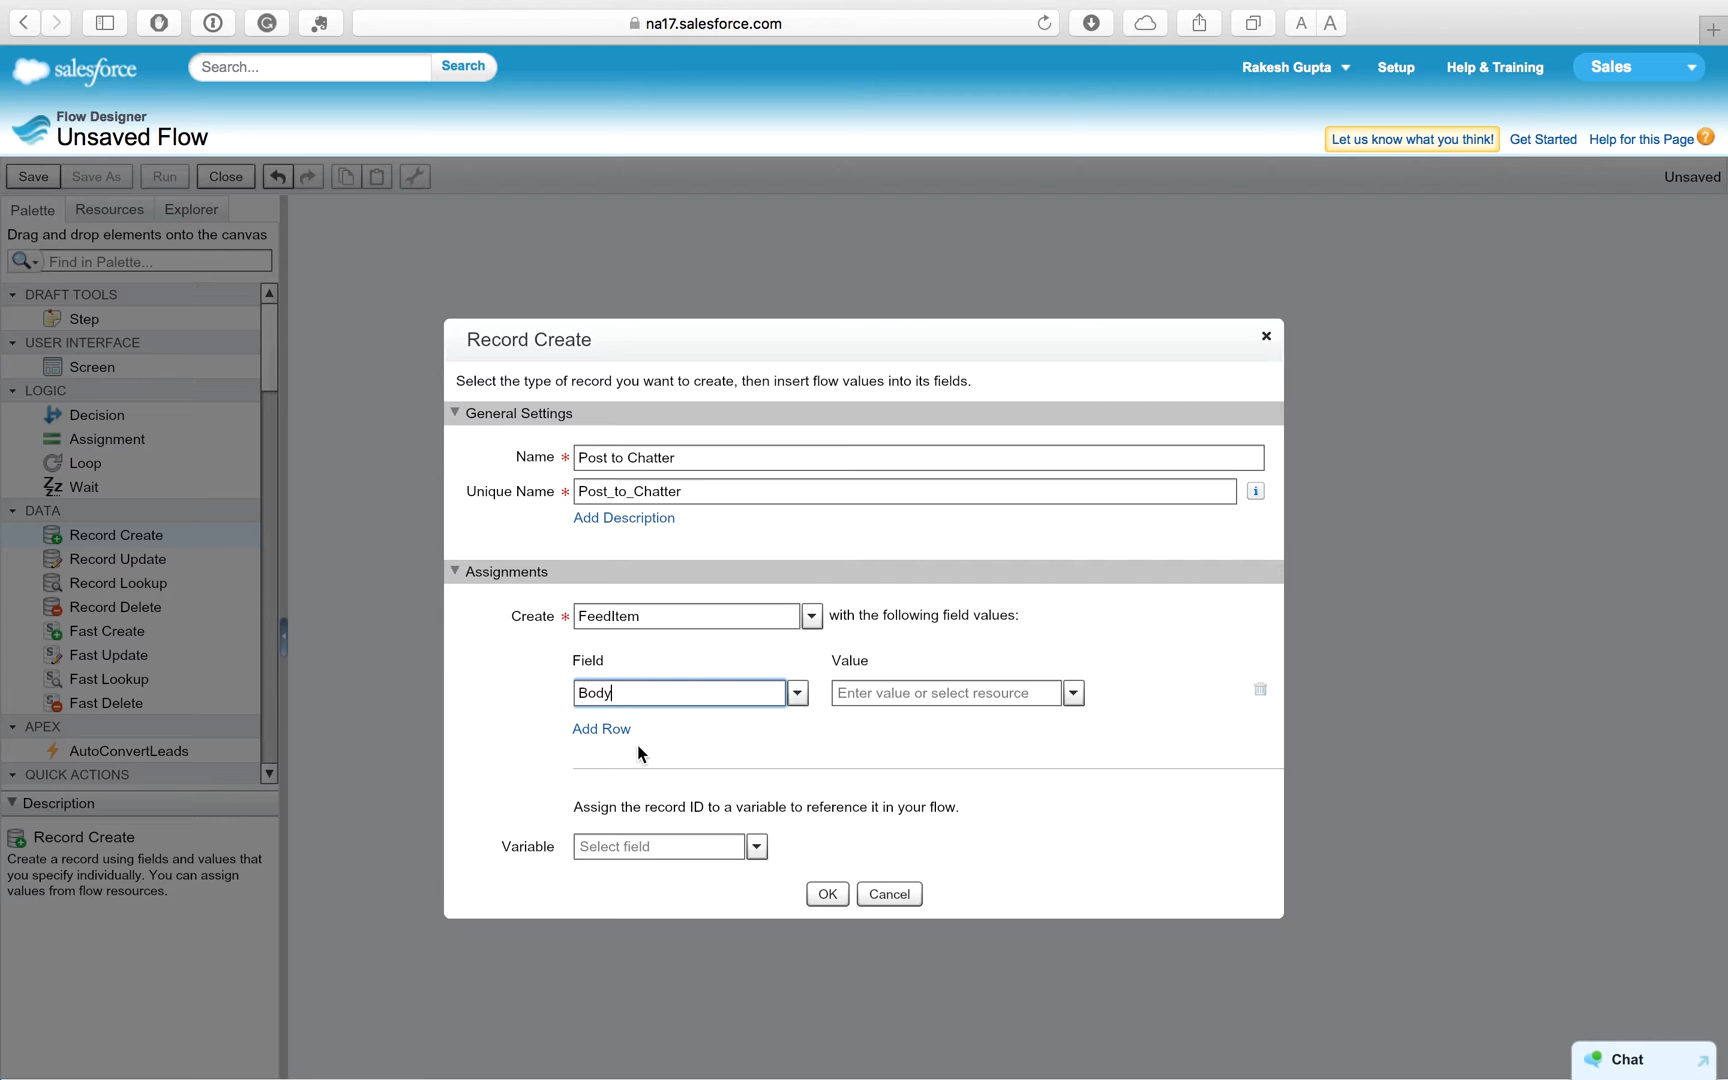 na17.salesforce.com
A A
salesforce
Search...
Search
Rakesh Gupta
Setup
Help & Training
Sales
Flow Designer
Unsaved Flow
Let us know what you think!
Get Started
Help for this Page
?
Save
Save As
Run
Close
Unsaved
Palette
Resources
Explorer
Drag and drop elements onto the canvas
Find in Palette...
DRAFT TOOLS
Step
USER INTERFACE
Screen
LOGIC
Decision
Assignment
Loop
Wait
DATA
Record Create
Record Update
Record Lookup
Record Delete
Fast Create
Fast Update
Fast Lookup
Fast Delete
APEX
AutoConvertLeads
QUICK ACTIONS
Description
Record Create
Create a record using fields and values that
you specify individually. You can assign
values from flow resources.
Record Create
Select the type of record you want to create, then insert flow values into its fields.
General Settings
Name * Post to Chatter
Unique Name * Post_to_Chatter
Add Description
Assignments
Create * FeedItem with the following field values:
Field Value
Body Enter value or select resource
Add Row
Assign the record ID to a variable to reference it in your flow.
Variable Select field
OK Cancel
Chat